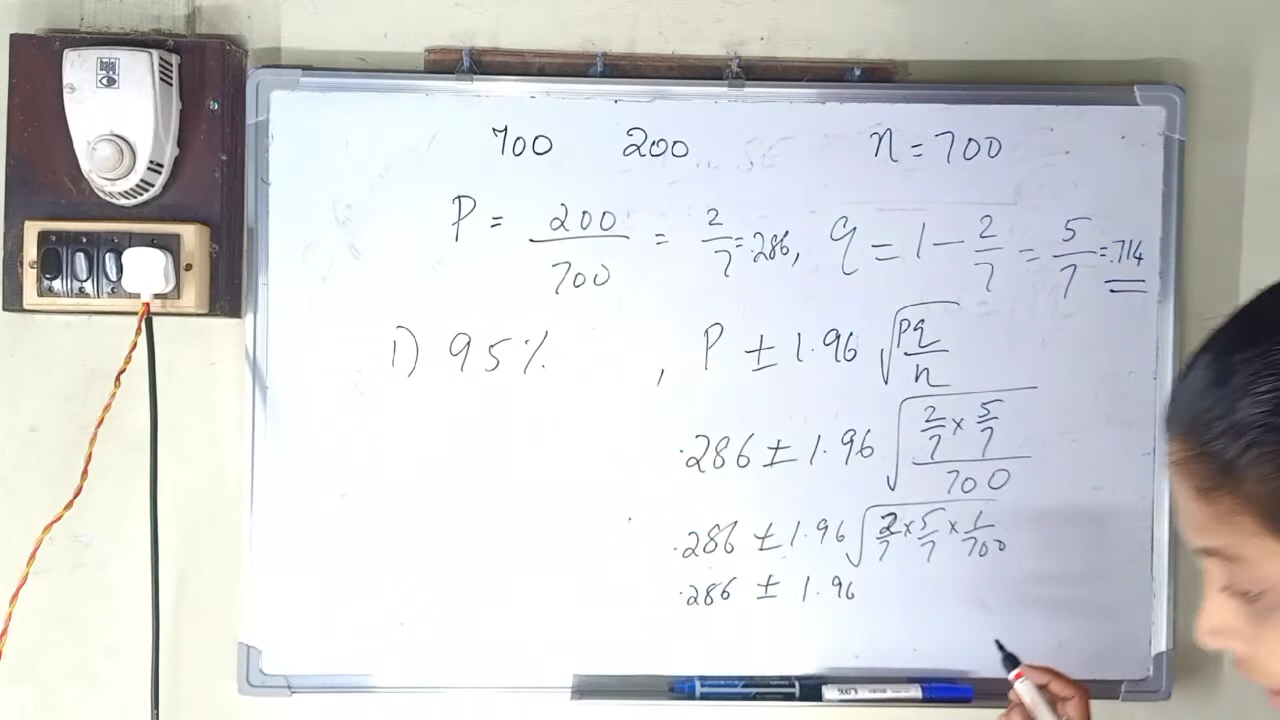 bajaj
700 200 n = 700
P = 200/700 = 2/7 = .286, q = 1 − 2/7 = 5/7 = .714
1) 95% , P ± 1.96 √(pq/n)
.286 ± 1.96 √((2/7 × 5/7)/700)
.286 ± 1.96 √(2/7 × 5/7 × 1/700)
.286 ± 1.96